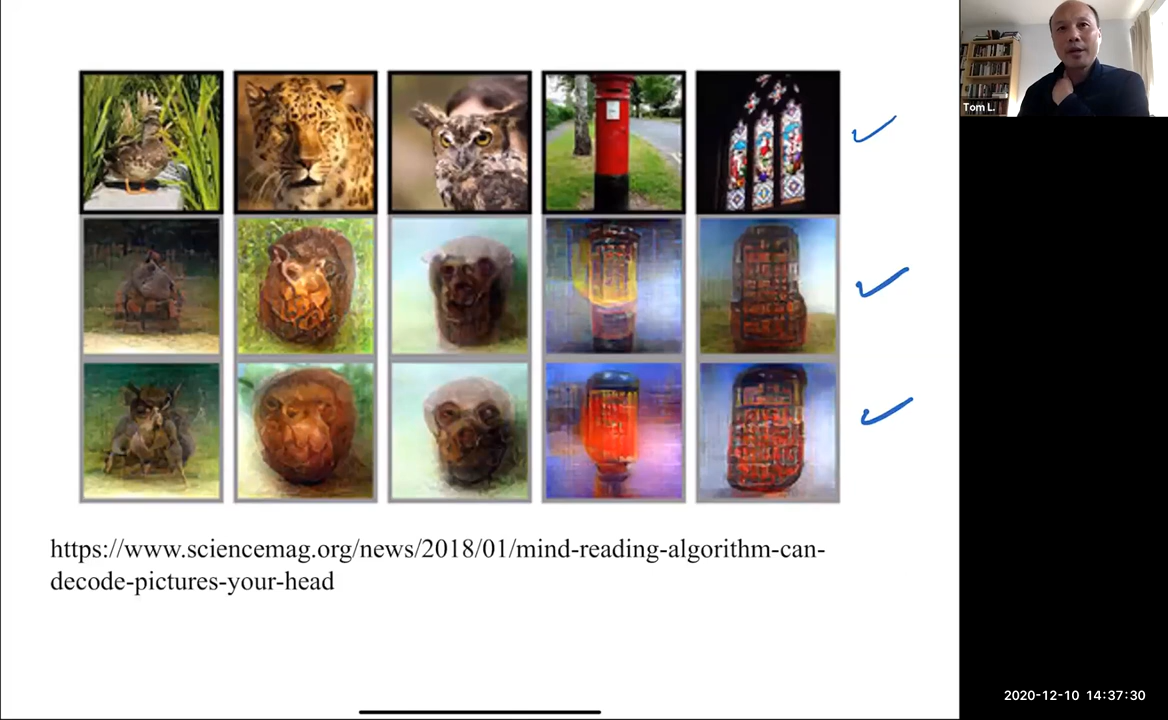 Tom L.
https://www.sciencemag.org/news/2018/01/mind-reading-algorithm-can-
decode-pictures-your-head
2020-12-10 14:37:30